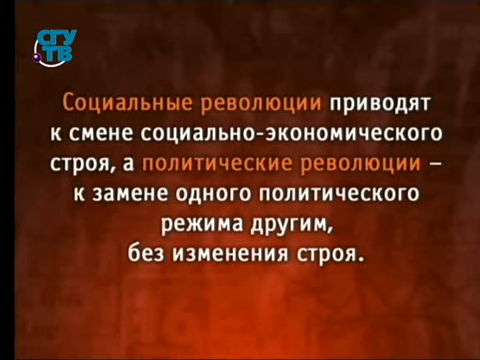 СГУ
ТВ
Социальные революции приводят
к смене социально-экономического
строя, а политические революции –
к замене одного политического
режима другим,
без изменения строя.